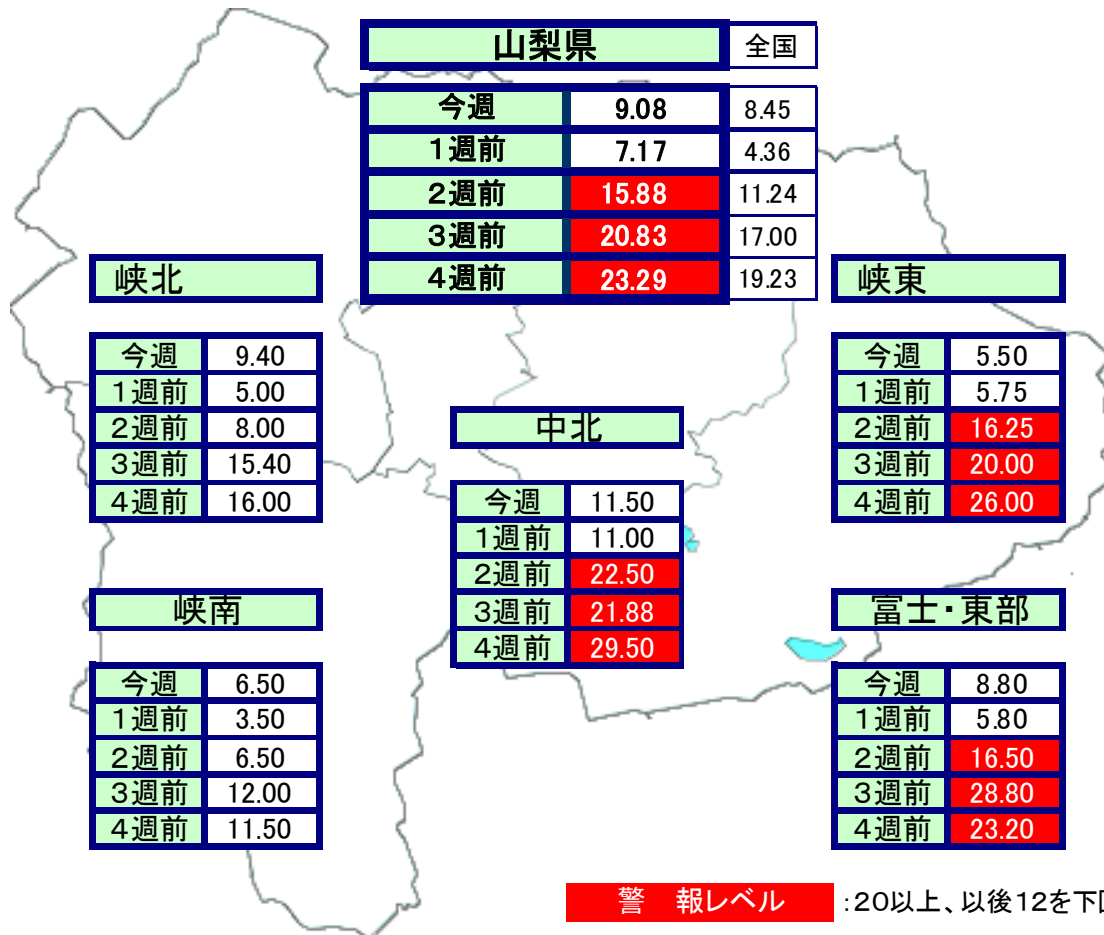 山梨県 全国
今週 9.08 8.45
1週前 7.17 4.36
2週前 15.88 11.24
3週前 20.83 17.00
4週前 23.29 19.23
峡北
今週 9.40
1週前 5.00
2週前 8.00
3週前 15.40
4週前 16.00
峡東
今週 5.50
1週前 5.75
2週前 16.25
3週前 20.00
4週前 26.00
中北
今週 11.50
1週前 11.00
2週前 22.50
3週前 21.88
4週前 29.50
峡南
今週 6.50
1週前 3.50
2週前 6.50
3週前 12.00
4週前 11.50
富士・東部
今週 8.80
1週前 5.80
2週前 16.50
3週前 28.80
4週前 23.20
警 報レベル :20以上、以後12を下